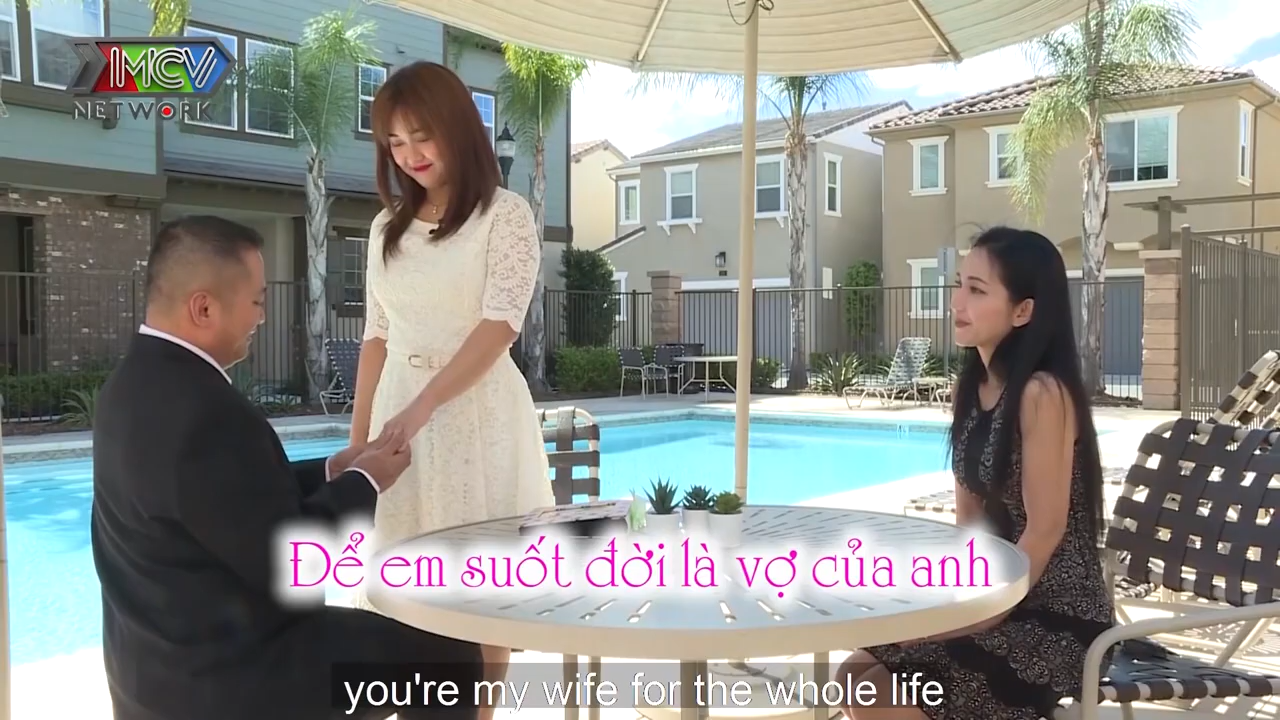 MCV
NETWORK
Để em suốt đời là vợ của anh
you're my wife for the whole life